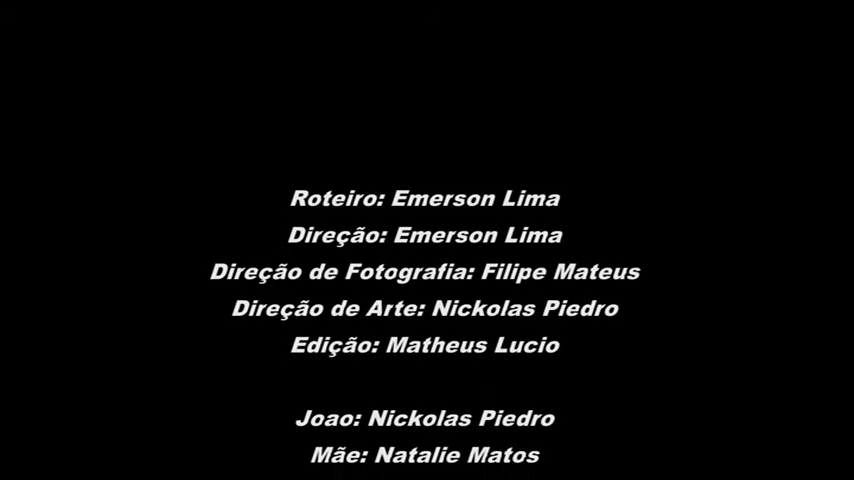 Roteiro: Emerson Lima
Direção: Emerson Lima
Direção de Fotografia: Filipe Mateus
Direção de Arte: Nickolas Piedro
Edição: Matheus Lucio
Joao: Nickolas Piedro
Mãe: Natalie Matos